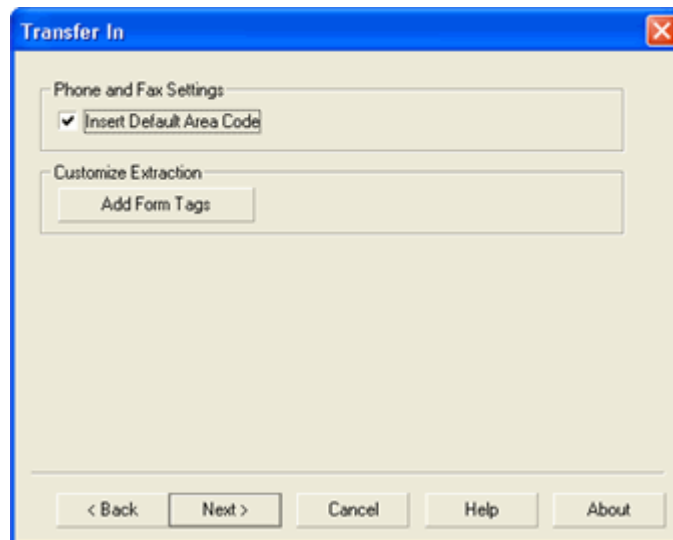 Transfer In
Phone and Fax Settings
Insert Default Area Code
Customize Extraction
Add Form Tags
< Back Next > Cancel Help About